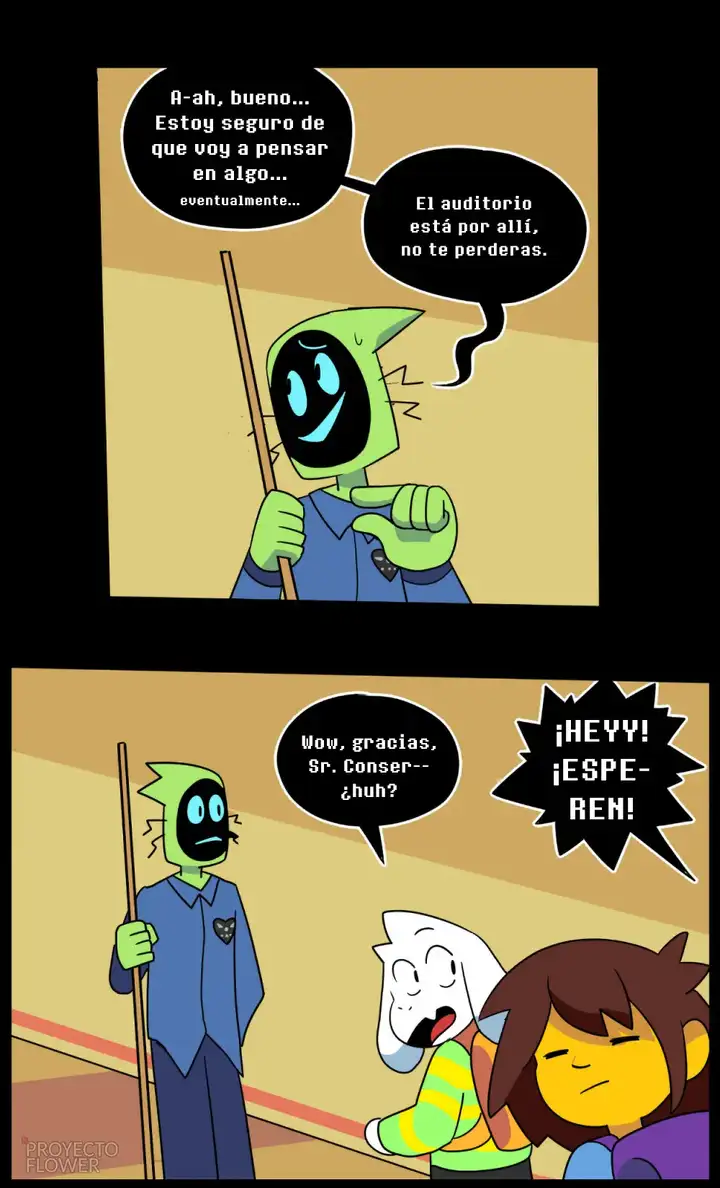 A-ah, bueno...
Estoy seguro de
que voy a pensar
en algo...
eventualmente...
El auditorio
está por allí,
no te perderas.
Wow, gracias,
Sr. Conser--
¿huh?
¡HEYY!
¡ESPE-
REN!
PROYECTO
FLOWER